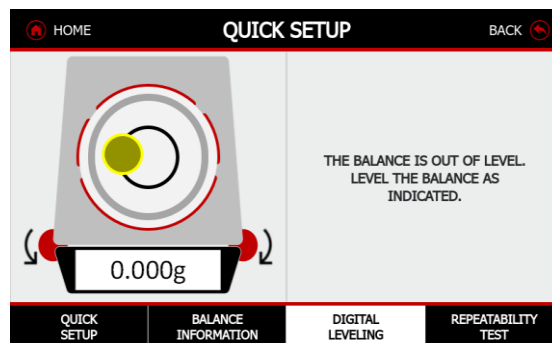 HOME
QUICK SETUP
BACK
THE BALANCE IS OUT OF LEVEL.
LEVEL THE BALANCE AS
INDICATED.
0.000g
QUICK
SETUP
BALANCE
INFORMATION
DIGITAL
LEVELING
REPEATABILITY
TEST